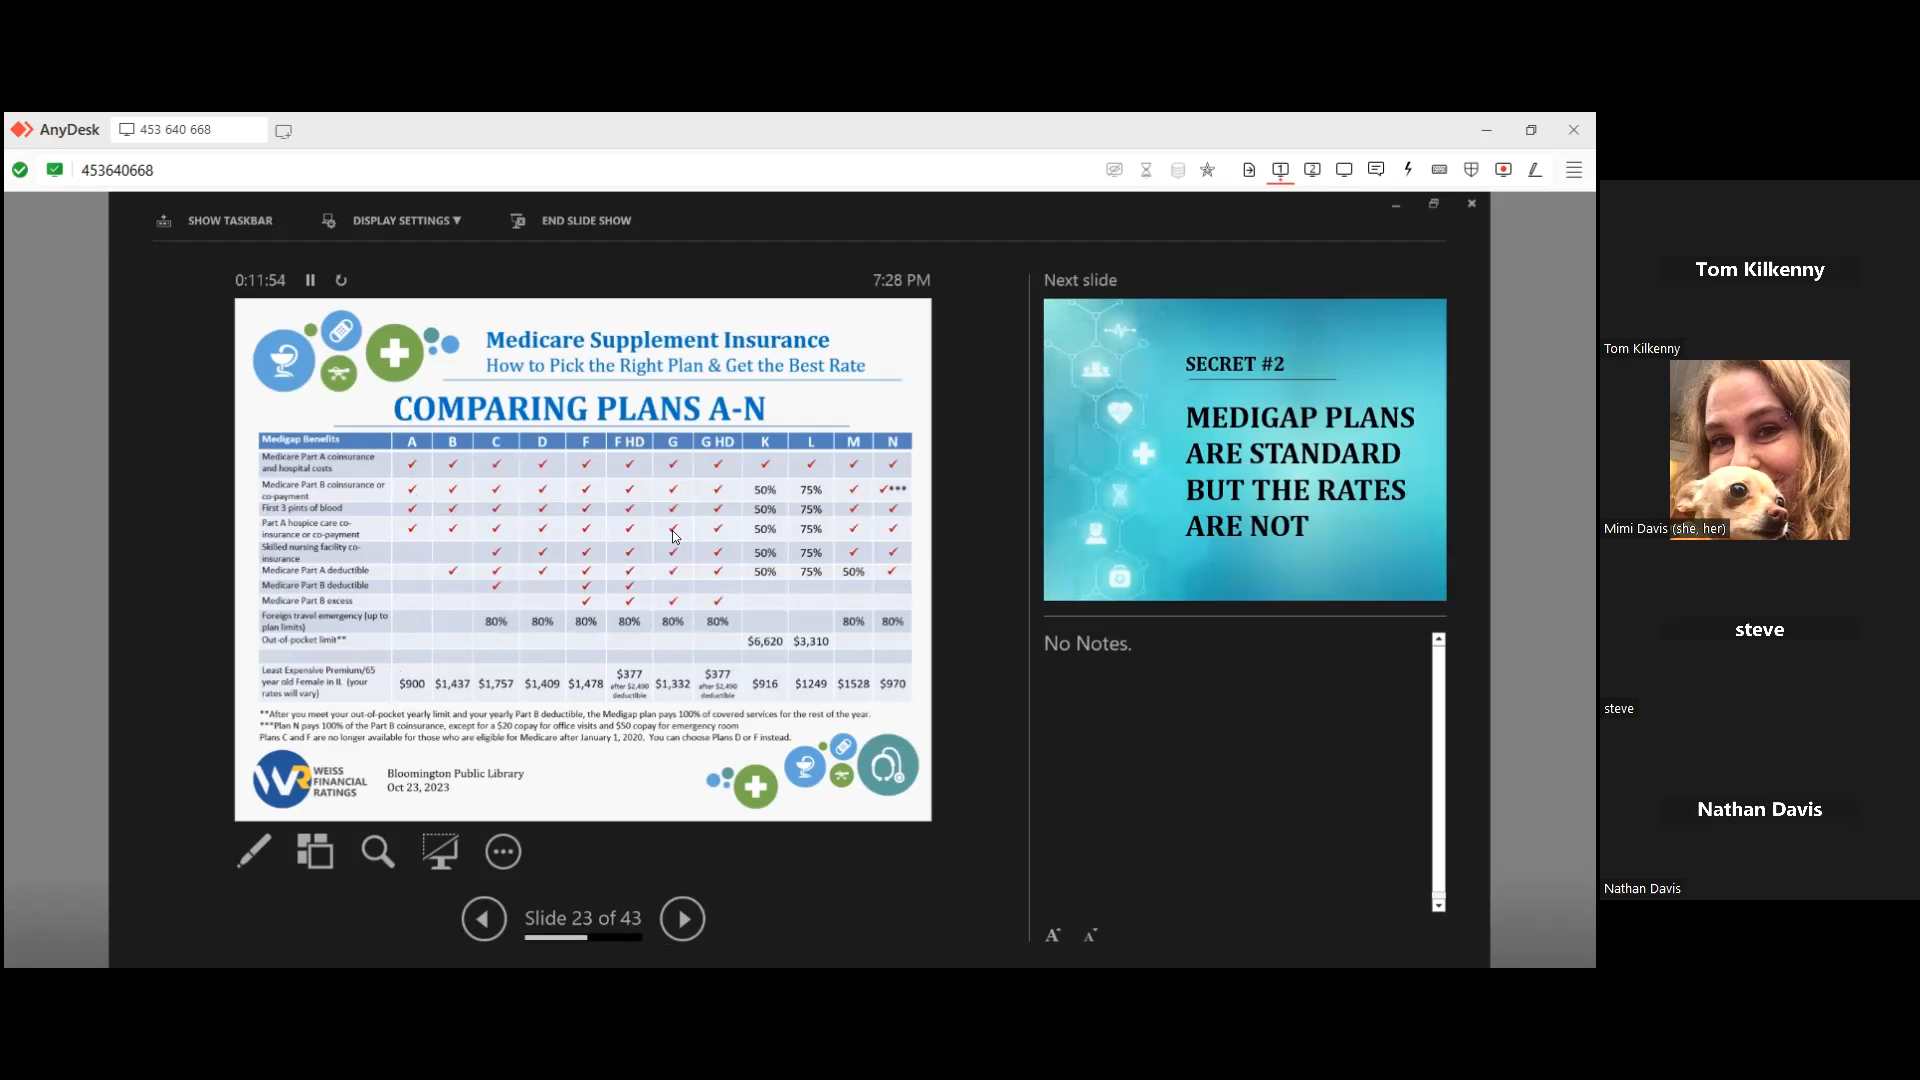 AnyDesk
453 640 668
453640668
SHOW TASKBAR
DISPLAY SETTINGS ▼
END SLIDE SHOW
0:11:54
7:28 PM
Medicare Supplement Insurance
How to Pick the Right Plan & Get the Best Rate
COMPARING PLANS A-N
Medigap Benefits A B C D F F HD G G HD K L M N
Medicare Part A coinsurance
and hospital costs ✓ ✓ ✓ ✓ ✓ ✓ ✓ ✓ ✓ ✓ ✓ ✓
Medicare Part B coinsurance or
co-payment ✓ ✓ ✓ ✓ ✓ ✓ ✓ ✓ 50% 75% ✓ ✓***
First 3 pints of blood ✓ ✓ ✓ ✓ ✓ ✓ ✓ ✓ 50% 75% ✓ ✓
Part A hospice care co-
insurance or co-payment ✓ ✓ ✓ ✓ ✓ ✓ ✓ ✓ 50% 75% ✓ ✓
Skilled nursing facility co-
insurance ✓ ✓ ✓ ✓ ✓ ✓ 50% 75% ✓ ✓
Medicare Part A deductible ✓ ✓ ✓ ✓ ✓ ✓ ✓ 50% 75% 50% ✓
Medicare Part B deductible ✓ ✓ ✓
Medicare Part B excess ✓ ✓ ✓ ✓
Foreign travel emergency (up to
plan limits) 80% 80% 80% 80% 80% 80% 80% 80%
Out-of-pocket limit** $6,620 $3,310
Least Expensive Premium/65
year old Female in IL (your
rates will vary) $900 $1,437 $1,757 $1,409 $1,478 $377 after $2,490 deductible $1,332 $377 after $2,490 deductible $916 $1249 $1528 $970
**After you meet your out-of-pocket yearly limit and your yearly Part B deductible, the Medigap plan pays 100% of covered services for the rest of the year.
***Plan N pays 100% of the Part B coinsurance, except for a $20 copay for office visits and $50 copay for emergency room
Plans C and F are no longer available for those who are eligible for Medicare after January 1, 2020. You can choose Plans D or F instead.
WR
WEISS
FINANCIAL
RATINGS
Bloomington Public Library
Oct 23, 2023
Slide 23 of 43
Next slide
SECRET #2
MEDIGAP PLANS
ARE STANDARD
BUT THE RATES
ARE NOT
No Notes.
A A
Tom Kilkenny
Tom Kilkenny
Mimi Davis (she, her)
steve
steve
Nathan Davis
Nathan Davis
1
2